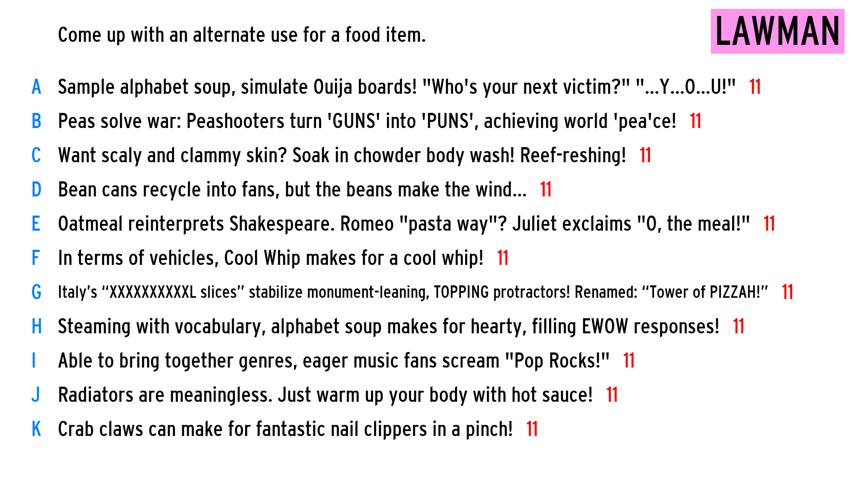 Come up with an alternate use for a food item.
LAWMAN
A Sample alphabet soup, simulate Ouija boards! "Who's your next victim?" "...Y...O...U!" 11
B Peas solve war: Peashooters turn 'GUNS' into 'PUNS', achieving world 'pea'ce! 11
C Want scaly and clammy skin? Soak in chowder body wash! Reef-reshing! 11
D Bean cans recycle into fans, but the beans make the wind... 11
E Oatmeal reinterprets Shakespeare. Romeo "pasta way"? Juliet exclaims "O, the meal!" 11
F In terms of vehicles, Cool Whip makes for a cool whip! 11
G Italy’s “XXXXXXXXXXL slices” stabilize monument-leaning, TOPPING protractors! Renamed: “Tower of PIZZAH!” 11
H Steaming with vocabulary, alphabet soup makes for hearty, filling EWOW responses! 11
I Able to bring together genres, eager music fans scream "Pop Rocks!" 11
J Radiators are meaningless. Just warm up your body with hot sauce! 11
K Crab claws can make for fantastic nail clippers in a pinch! 11